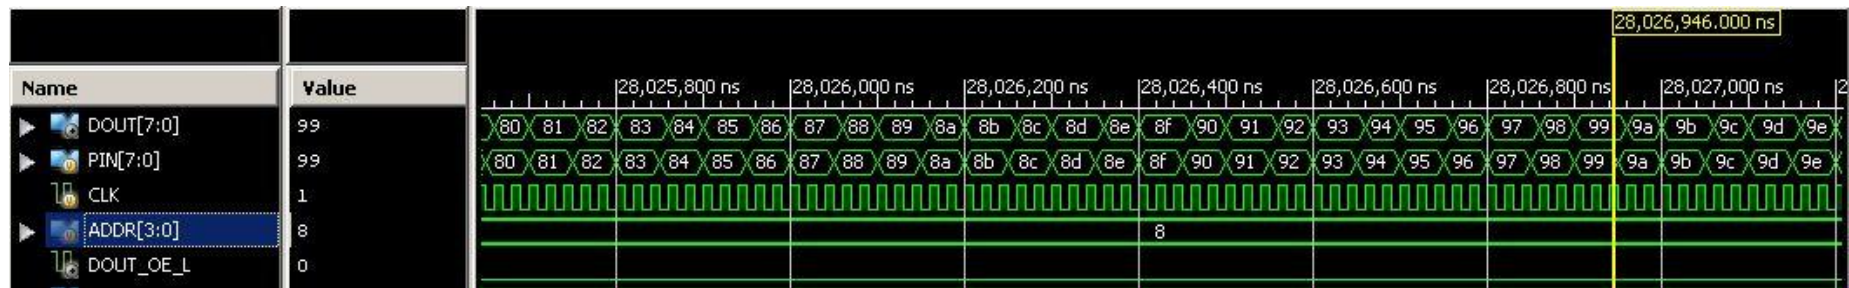 28,026,946.000 ns
Name Value 28,025,800 ns 28,026,000 ns 28,026,200 ns 28,026,400 ns 28,026,600 ns 28,026,800 ns 28,027,000 ns 2
DOUT[7:0] 99 80 81 82 83 84 85 86 87 88 89 8a 8b 8c 8d 8e 8f 90 91 92 93 94 95 96 97 98 99 9a 9b 9c 9d 9e
PIN[7:0] 99 80 81 82 83 84 85 86 87 88 89 8a 8b 8c 8d 8e 8f 90 91 92 93 94 95 96 97 98 99 9a 9b 9c 9d 9e
CLK 1
ADDR[3:0] 8 8
DOUT_OE_L 0